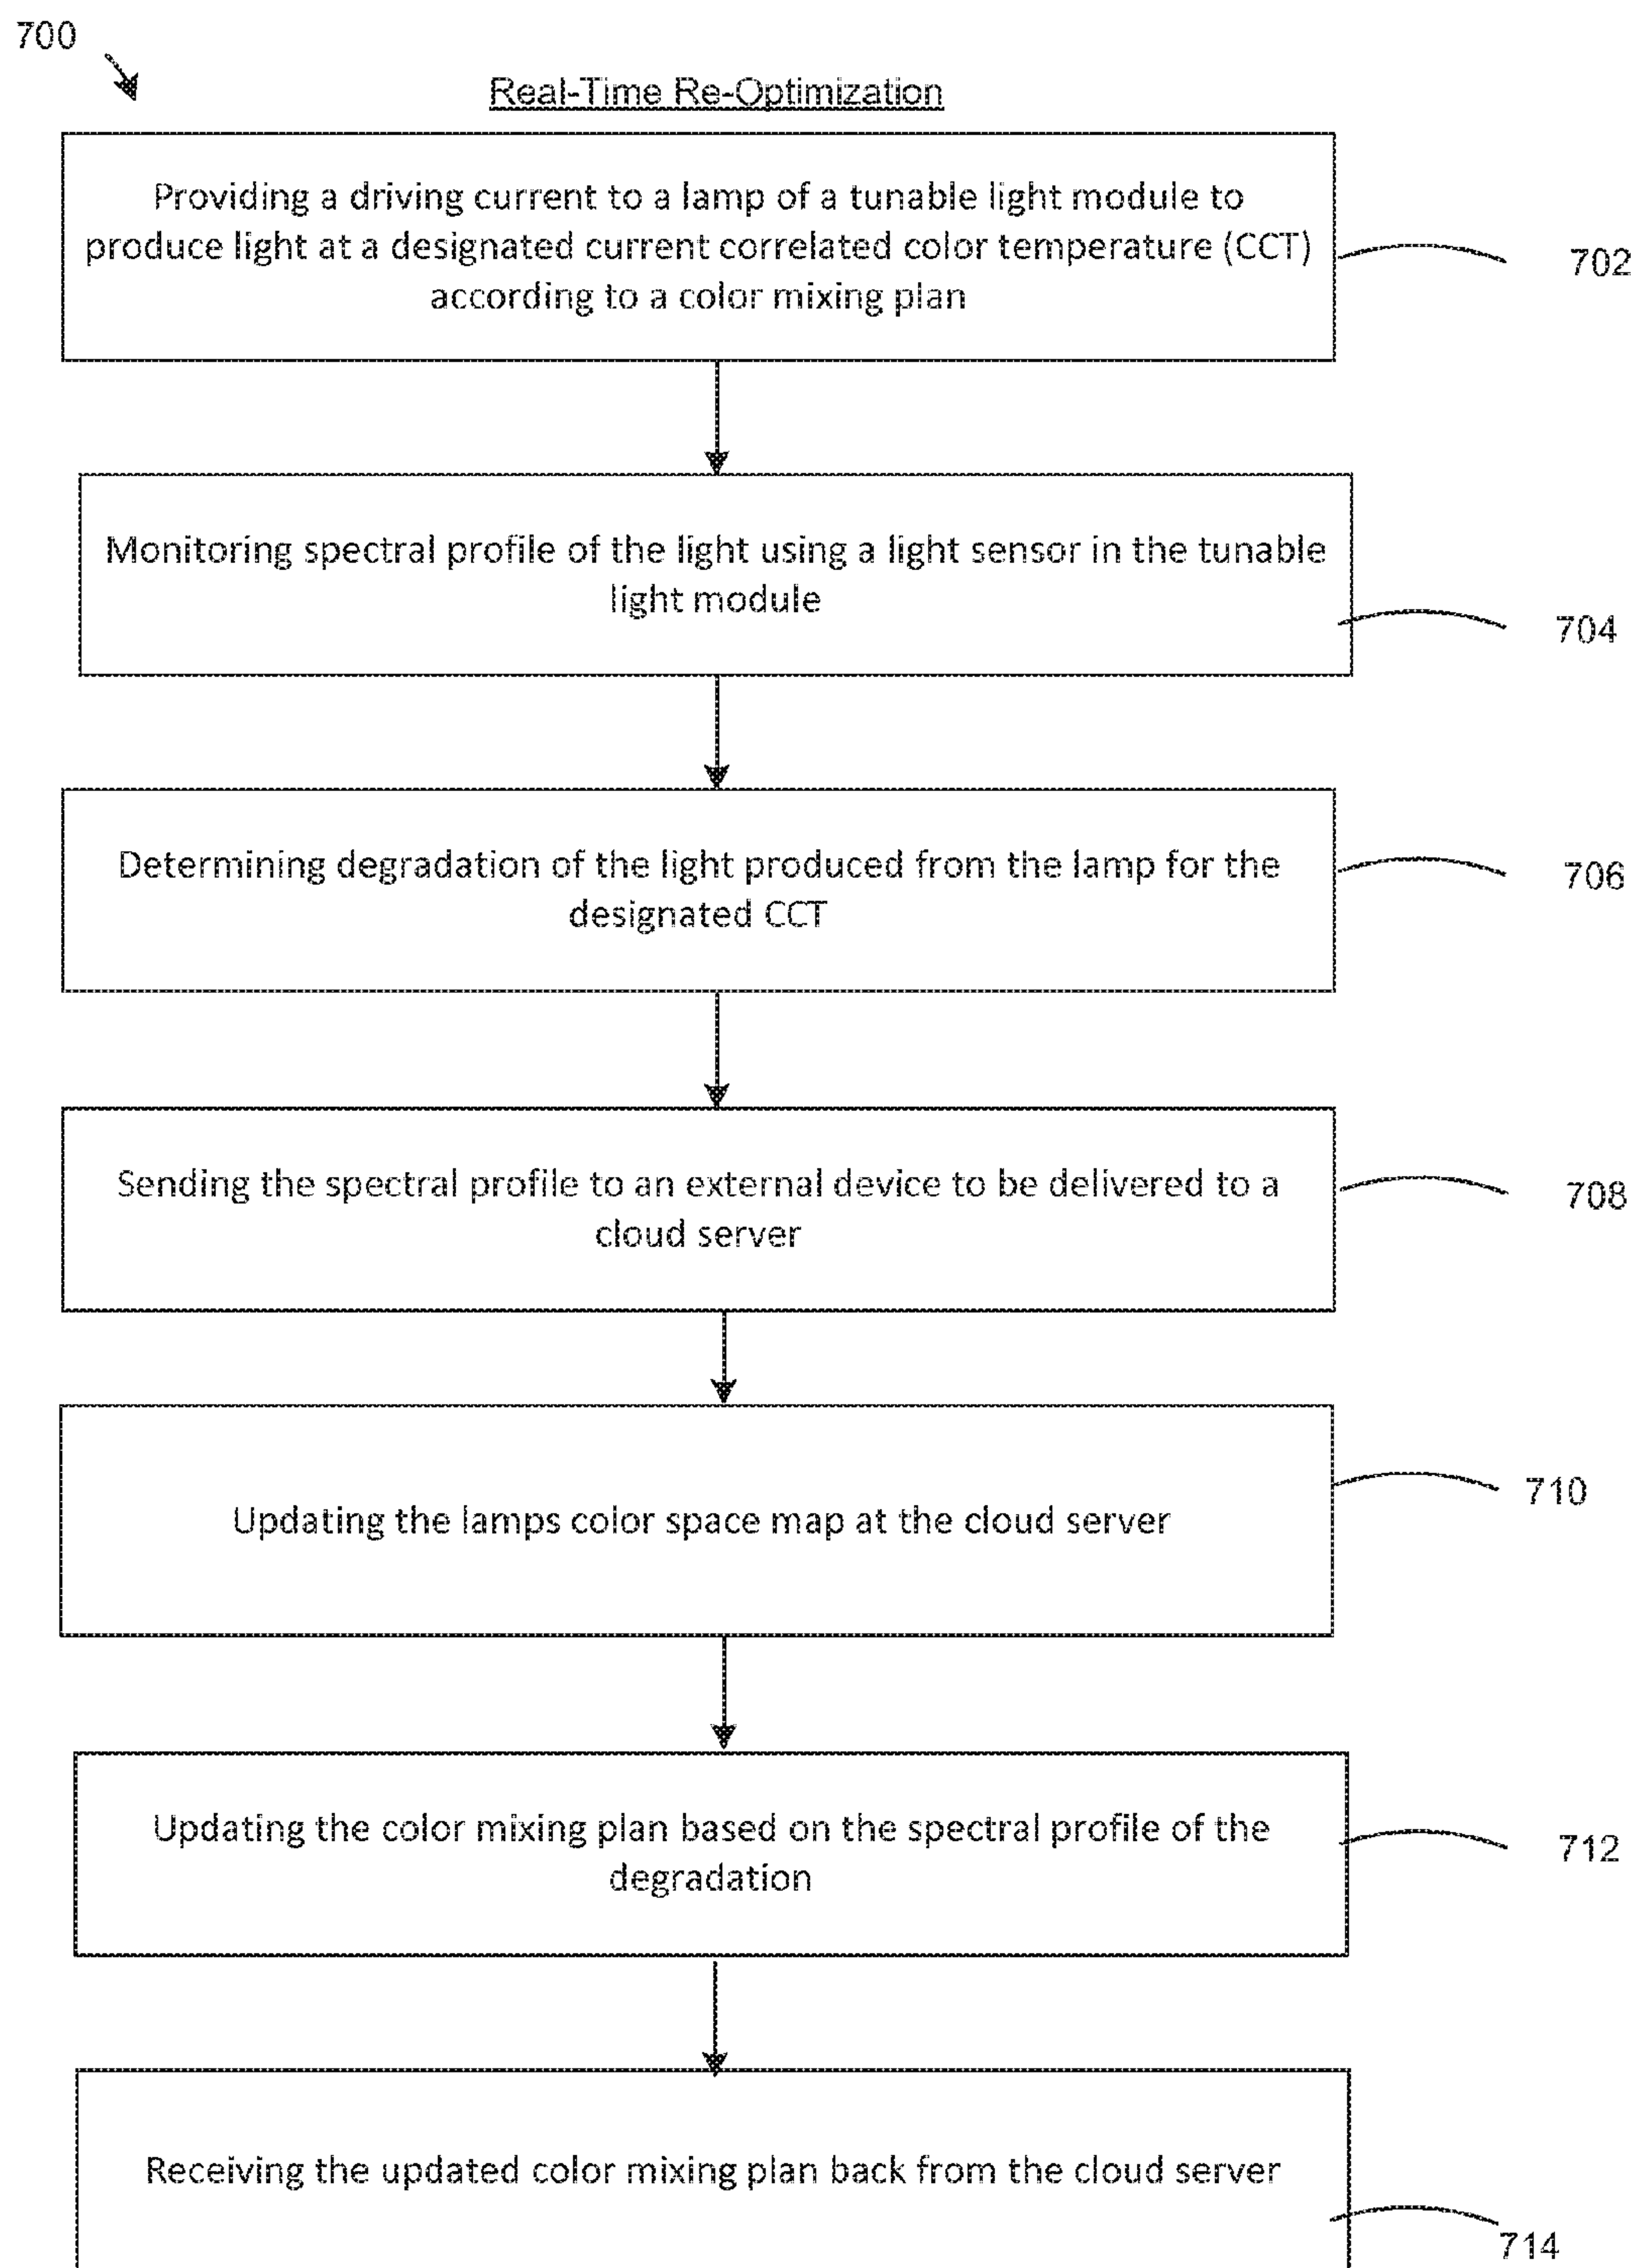 700
Real-Time Re-Optimization
Providing a driving current to a lamp of a tunable light module to
produce light at a designated current correlated color temperature (CCT)
according to a color mixing plan
702
Monitoring spectral profile of the light using a light sensor in the tunable
light module
704
Determining degradation of the light produced from the lamp for the
designated CCT
706
Sending the spectral profile to an external device to be delivered to a
cloud server
708
Updating the lamps color space map at the cloud server
710
Updating the color mixing plan based on the spectral profile of the
degradation
712
Receiving the updated color mixing plan back from the cloud server
714